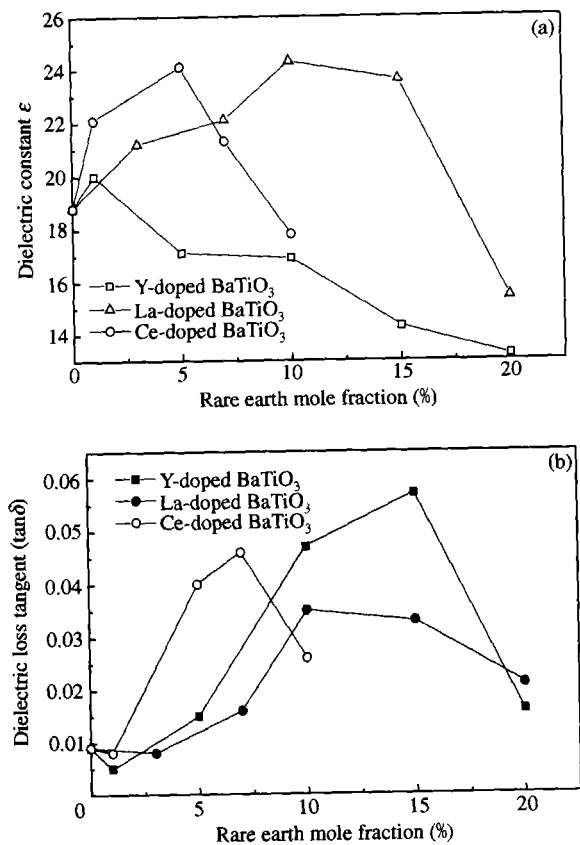 (a)
26
24
22
20
18
16
14
Dielectric constant ε
Y-doped BaTiO₃
La-doped BaTiO₃
Ce-doped BaTiO₃
0 5 10 15 20
Rare earth mole fraction (%)
(b)
0.06
0.05
0.04
0.03
0.02
0.01
Dielectric loss tangent (tanδ)
Y-doped BaTiO₃
La-doped BaTiO₃
Ce-doped BaTiO₃
0 5 10 15 20
Rare earth mole fraction (%)